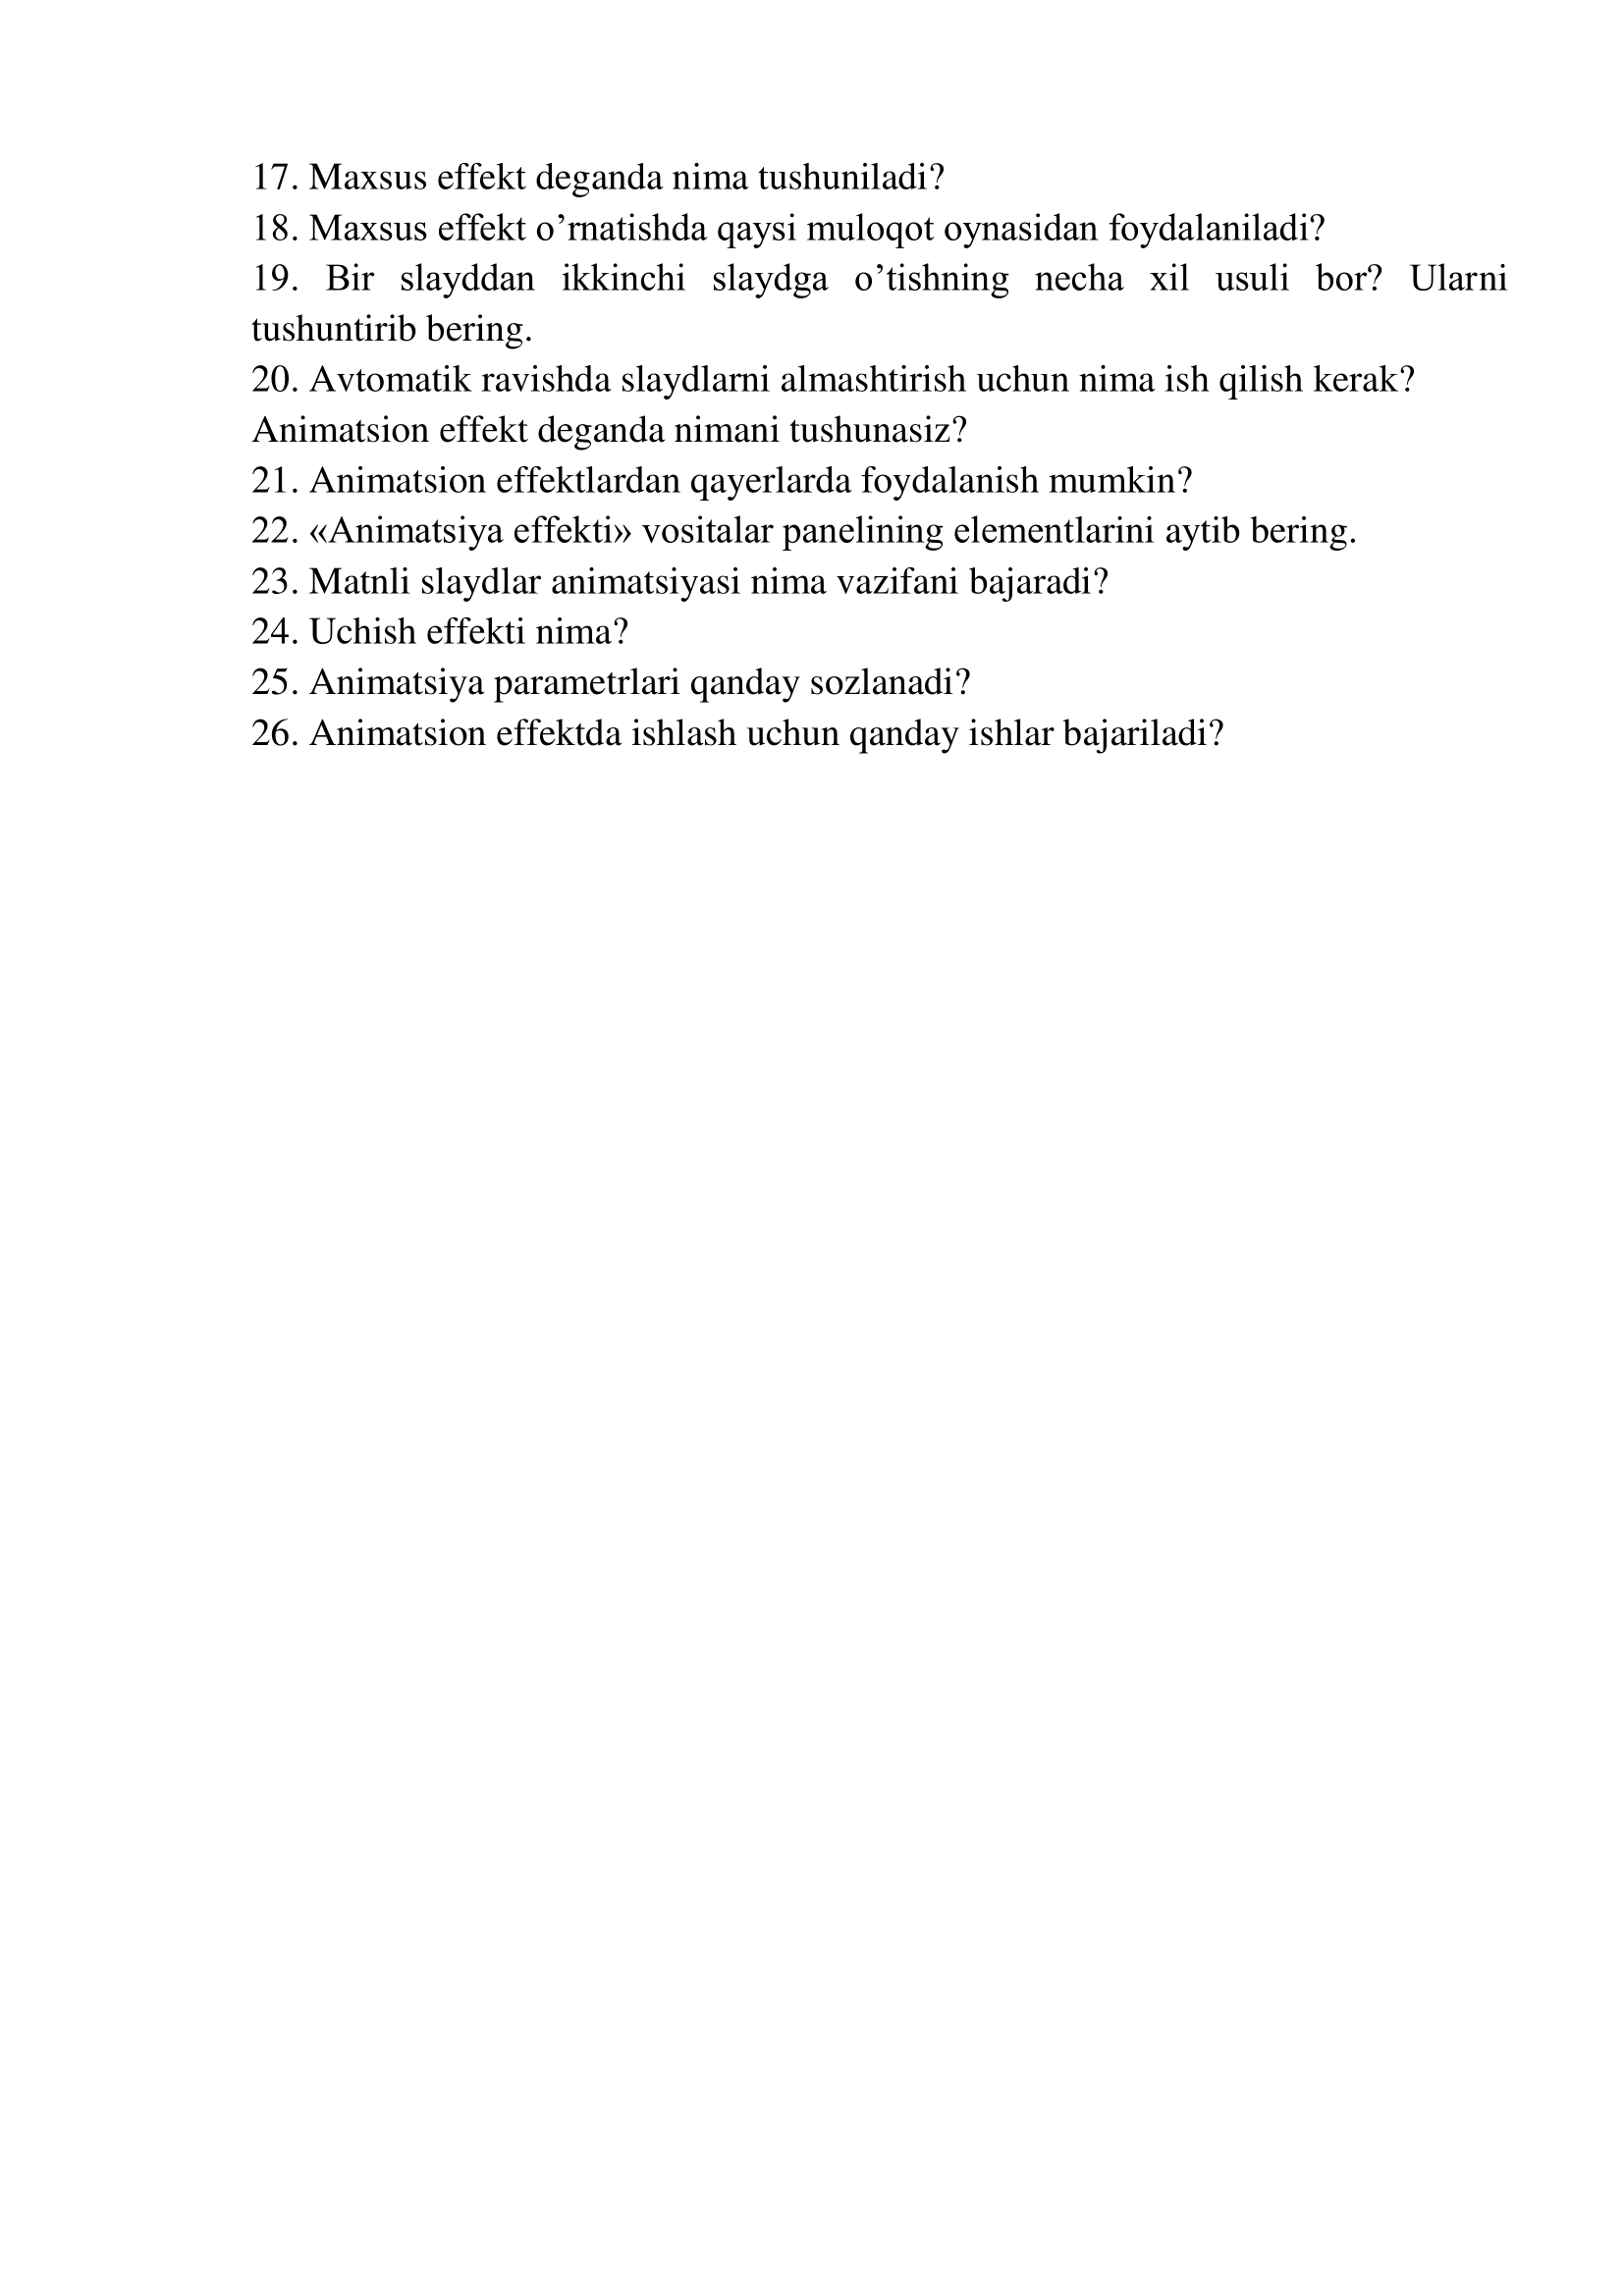 17. Maxsus effekt deganda nima tushuniladi?
18. Maxsus effekt o’rnatishda qaysi muloqot oynasidan foydalaniladi?
19. Bir slayddan ikkinchi slaydga o’tishning necha xil usuli bor? Ularni
tushuntirib bering.
20. Avtomatik ravishda slaydlarni almashtirish uchun nima ish qilish kerak?
Animatsion effekt deganda nimani tushunasiz?
21. Animatsion effektlardan qayerlarda foydalanish mumkin?
22. «Animatsiya effekti» vositalar panelining elementlarini aytib bering.
23. Matnli slaydlar animatsiyasi nima vazifani bajaradi?
24. Uchish effekti nima?
25. Animatsiya parametrlari qanday sozlanadi?
26. Animatsion effektda ishlash uchun qanday ishlar bajariladi?